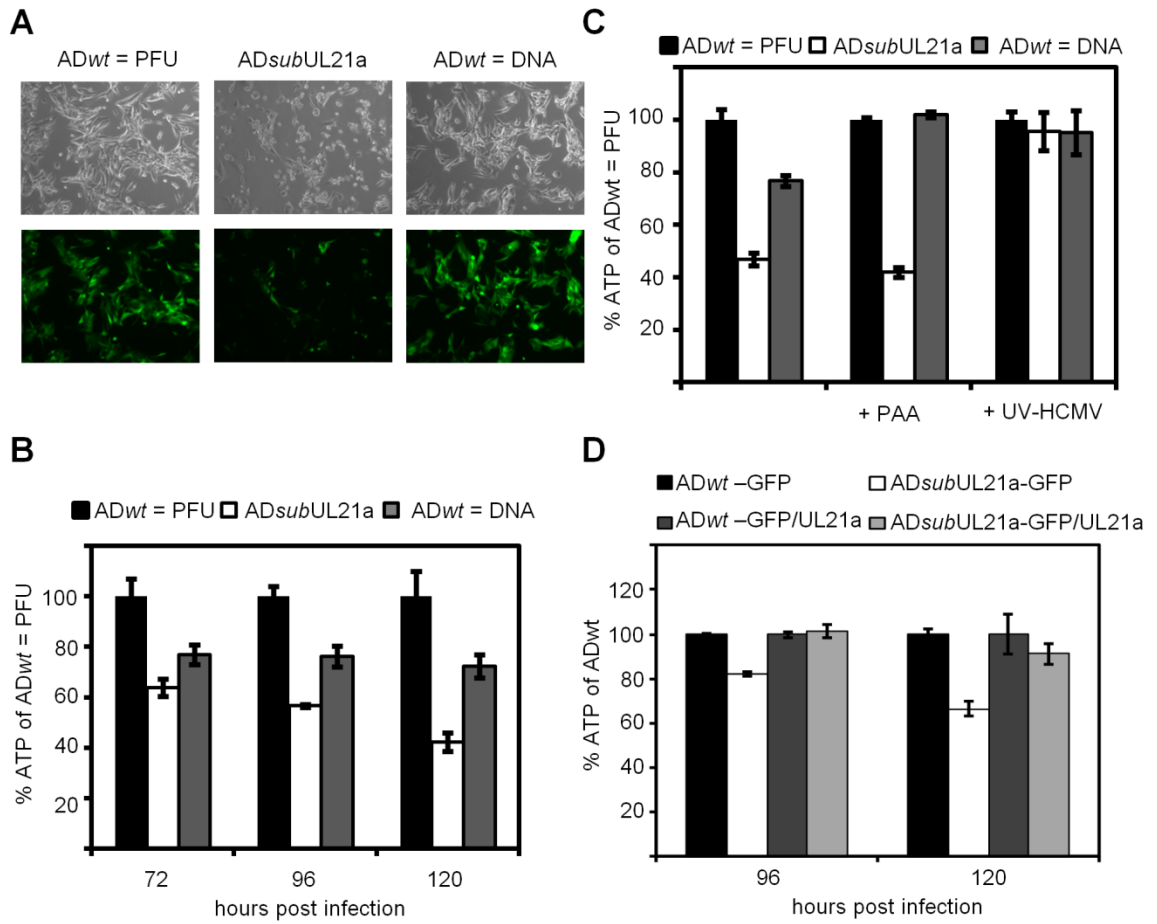 A
ADwt = PFU
ADsubUL21a
ADwt = DNA
B
ADwt = PFU
ADsubUL21a
ADwt = DNA
% ATP of ADwt = PFU
100
80
60
40
20
72
96
120
hours post infection
C
ADwt = PFU
ADsubUL21a
ADwt = DNA
% ATP of ADwt = PFU
100
80
60
40
20
+ PAA
+ UV-HCMV
D
ADwt –GFP
ADsubUL21a-GFP
ADwt –GFP/UL21a
ADsubUL21a-GFP/UL21a
% ATP of ADwt
120
100
80
60
40
20
96
120
hours post infection